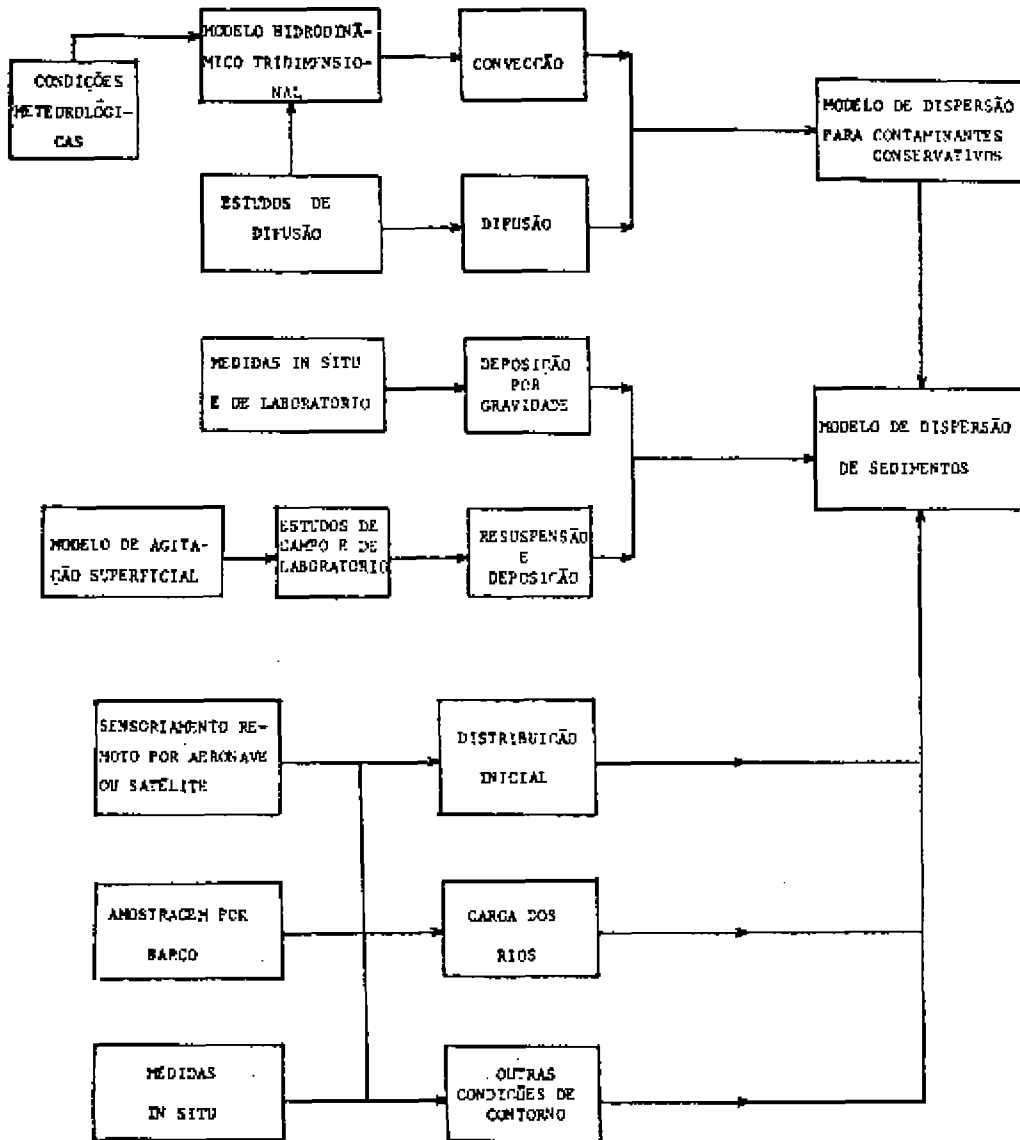 MODELO HIDRODINÂ-
MICO TRIDIMENSIO-
NAL
CONVECCÃO
CONDIÇÕES
METEOROLÓGI-
CAS
MODELO DE DISPERSÃO
PARA CONTAMINANTES
CONSERVATIVOS
ESTUDOS DE
DIFUSÃO
DIFUSÃO
MEDIDAS IN SITU
E DE LABORATORIO
DEPOSIÇÃO
POR
GRAVIDADE
MODELO DE DISPERSÃO
DE SEDIMENTOS
MODELO DE AGITA-
ÇÃO SUPERFICIAL
ESTUDOS DE
CAMPO E DE
LABORATORIO
RESUSPENSÃO
E
DEPOSIÇÃO
SENSORIAMENTO RE-
MOTO POR AERONAVE
OU SATÉLITE
DISTRIBUIÇÃO
INICIAL
AMOSTRAGEM POR
BARCO
CARGA DOS
RIOS
MÉDIDAS
IN SITU
OUTRAS
CONDIÇÕES DE
CONTORNO